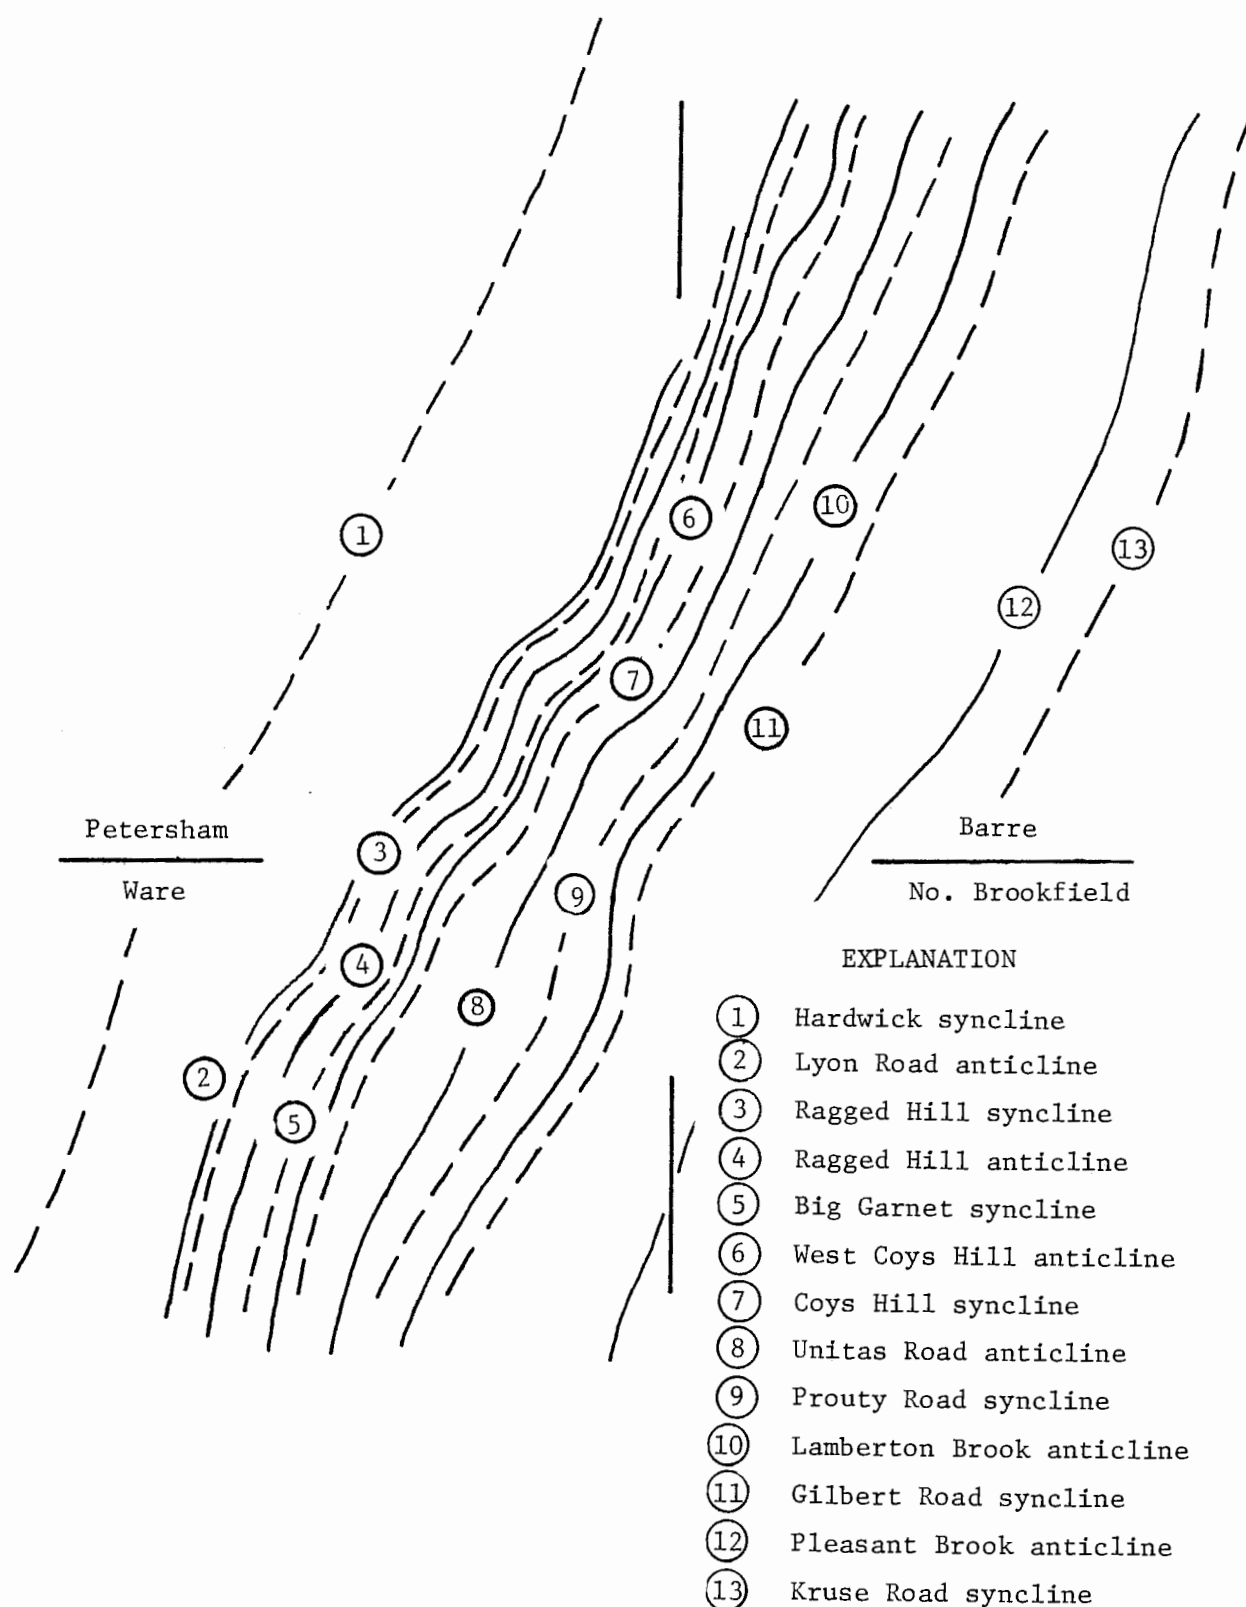 6
10
1
13
12
7
11
Petersham
Ware
Barre
No. Brookfield
3
9
4
8
2
5
EXPLANATION
1 Hardwick syncline
2 Lyon Road anticline
3 Ragged Hill syncline
4 Ragged Hill anticline
5 Big Garnet syncline
6 West Coys Hill anticline
7 Coys Hill syncline
8 Unitas Road anticline
9 Prouty Road syncline
10 Lamberton Brook anticline
11 Gilbert Road syncline
12 Pleasant Brook anticline
13 Kruse Road syncline